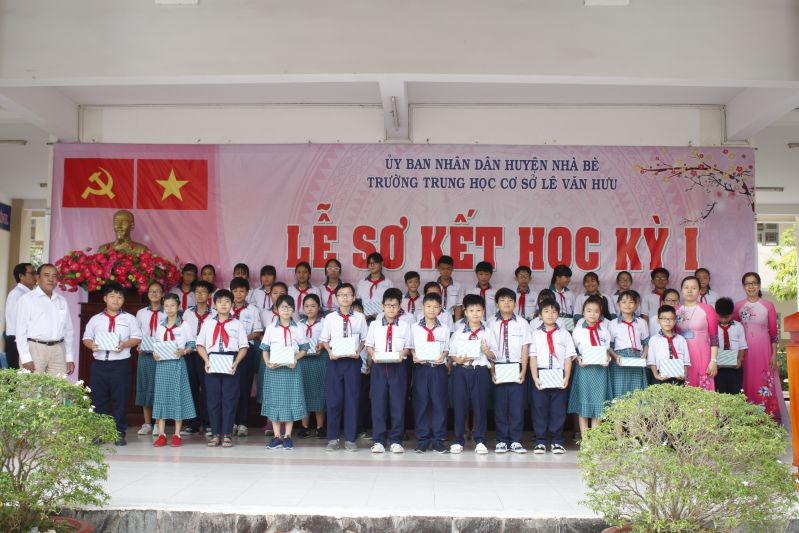 ỦY BAN NHÂN DÂN HUYỆN NHÀ BÈ
TRƯỜNG TRUNG HỌC CƠ SỞ LÊ VĂN HƯU
LỄ SƠ KẾT HỌC KỲ I